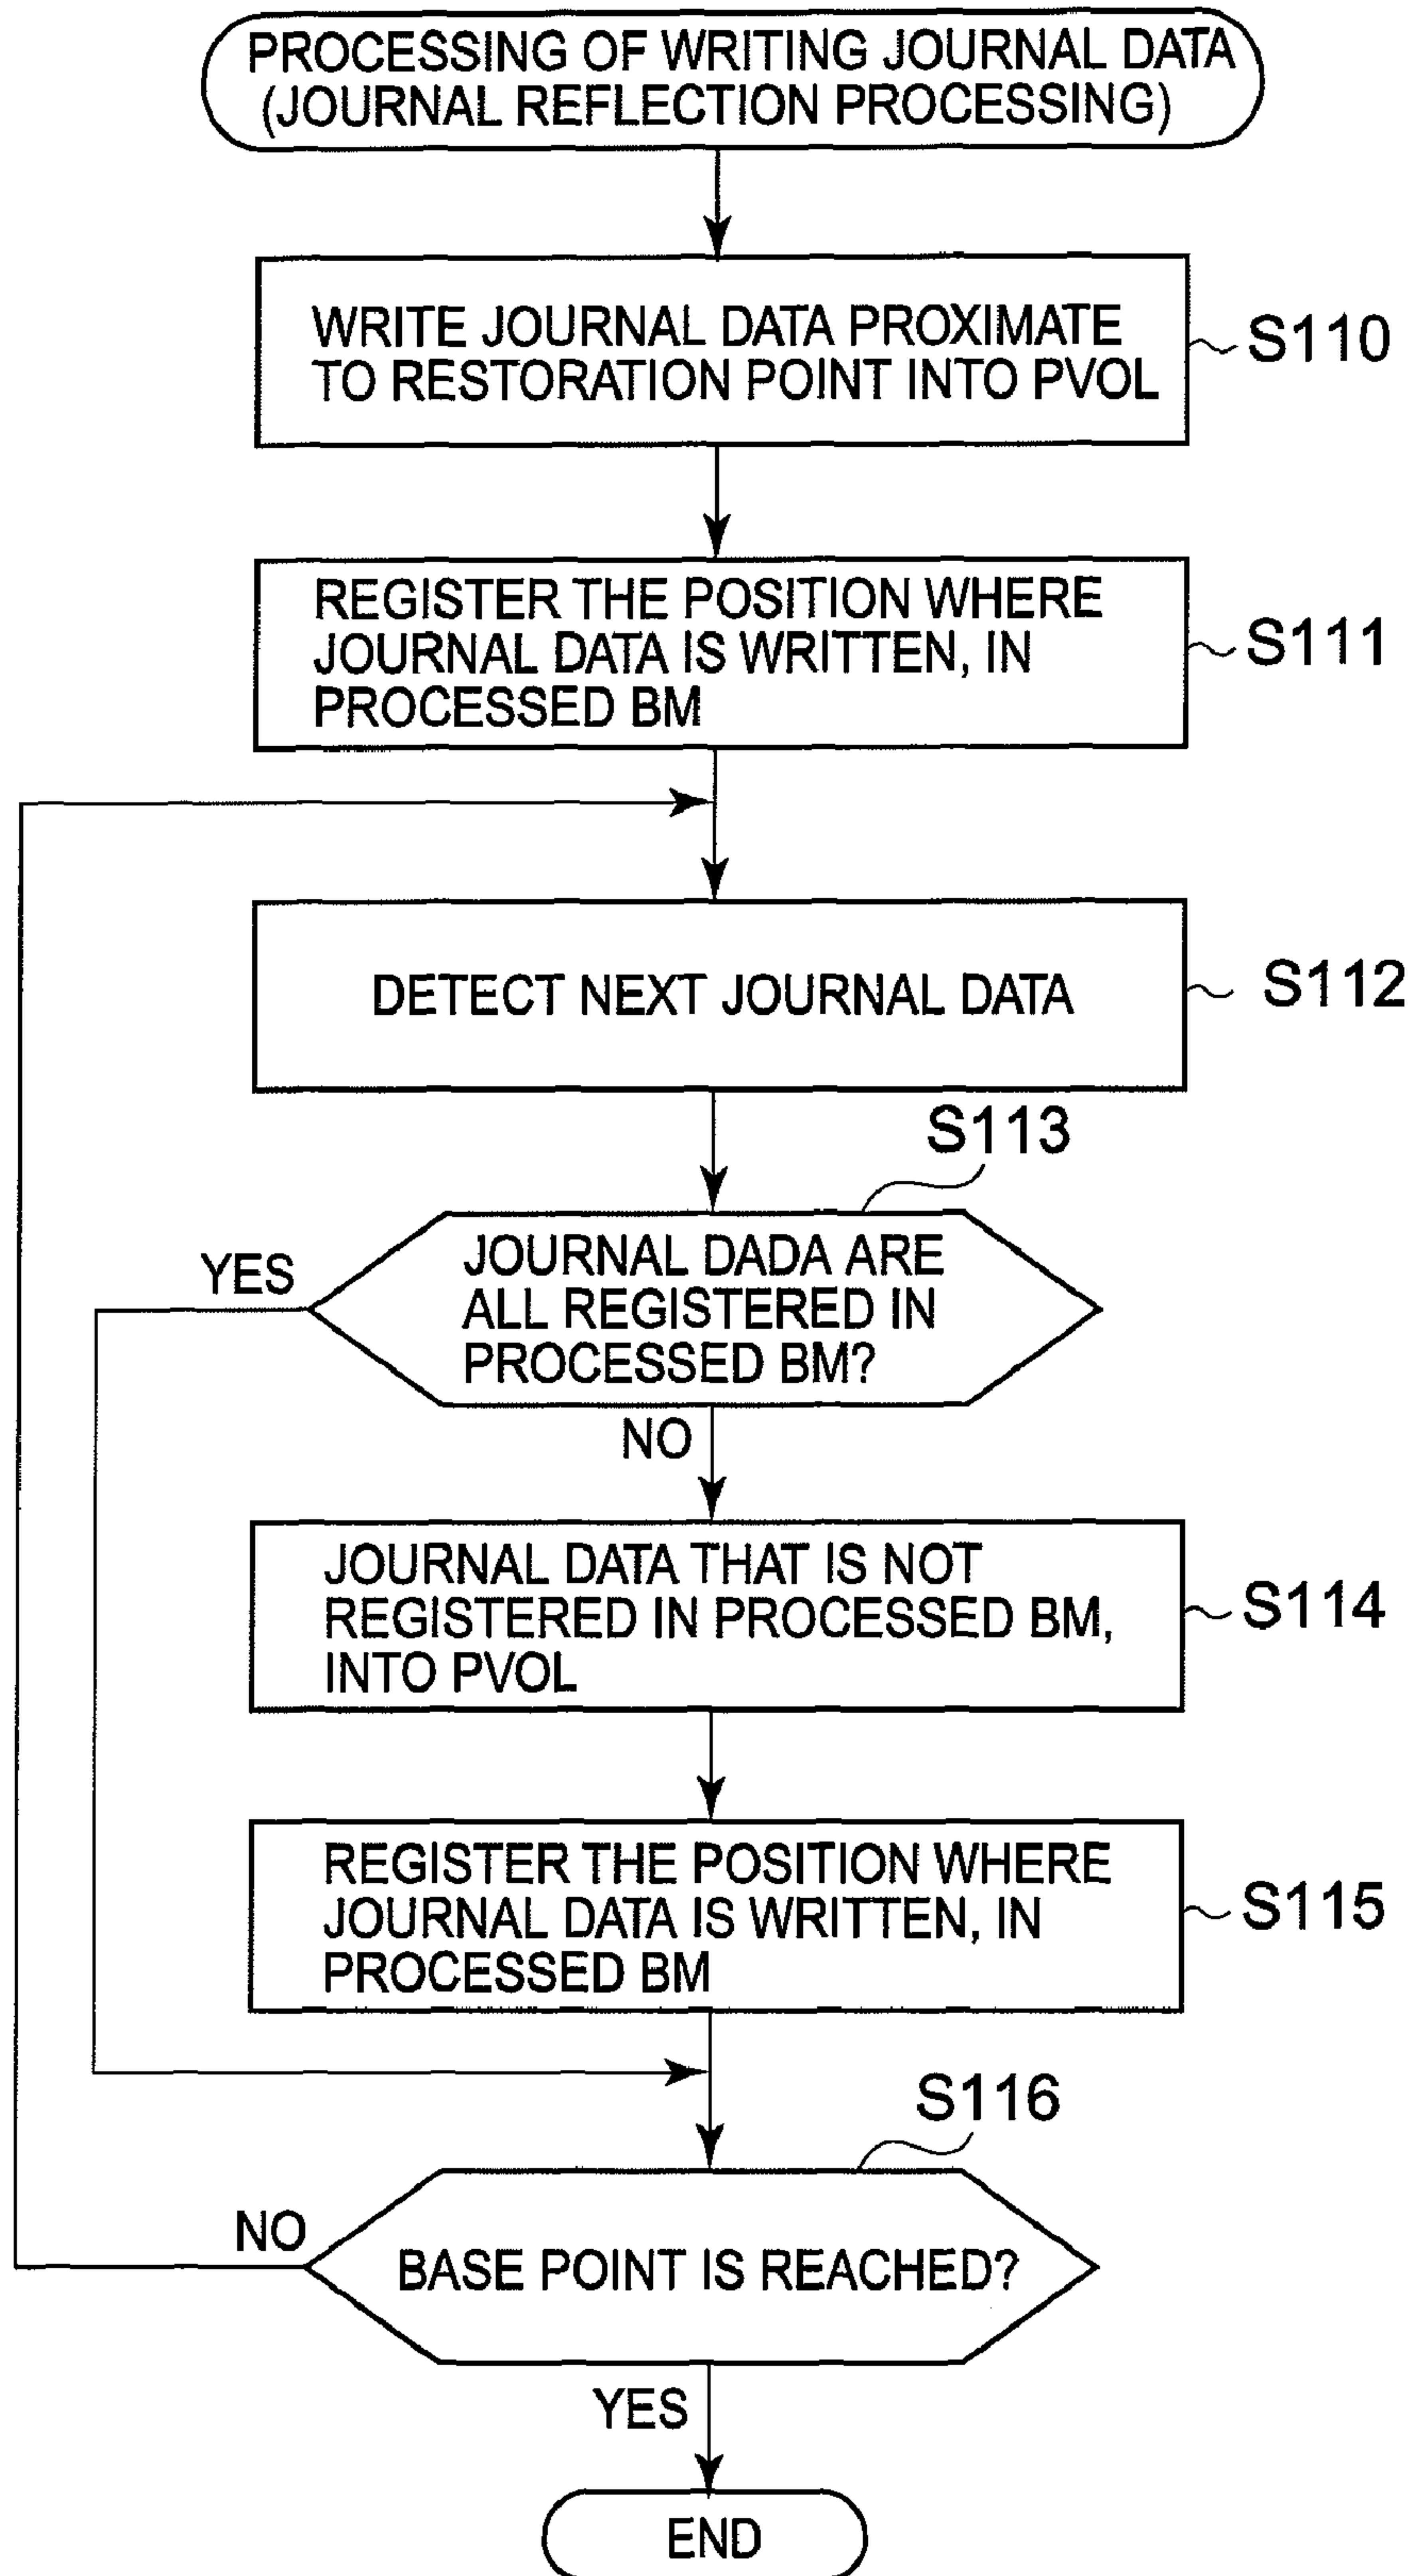 PROCESSING OF WRITING JOURNAL DATA
(JOURNAL REFLECTION PROCESSING)
WRITE JOURNAL DATA PROXIMATE
TO RESTORATION POINT INTO PVOL
S110
REGISTER THE POSITION WHERE
JOURNAL DATA IS WRITTEN, IN
PROCESSED BM
S111
DETECT NEXT JOURNAL DATA
S112
S113
YES
JOURNAL DADA ARE
ALL REGISTERED IN
PROCESSED BM?
NO
JOURNAL DATA THAT IS NOT
REGISTERED IN PROCESSED BM,
INTO PVOL
S114
REGISTER THE POSITION WHERE
JOURNAL DATA IS WRITTEN, IN
PROCESSED BM
S115
S116
NO
BASE POINT IS REACHED?
YES
END